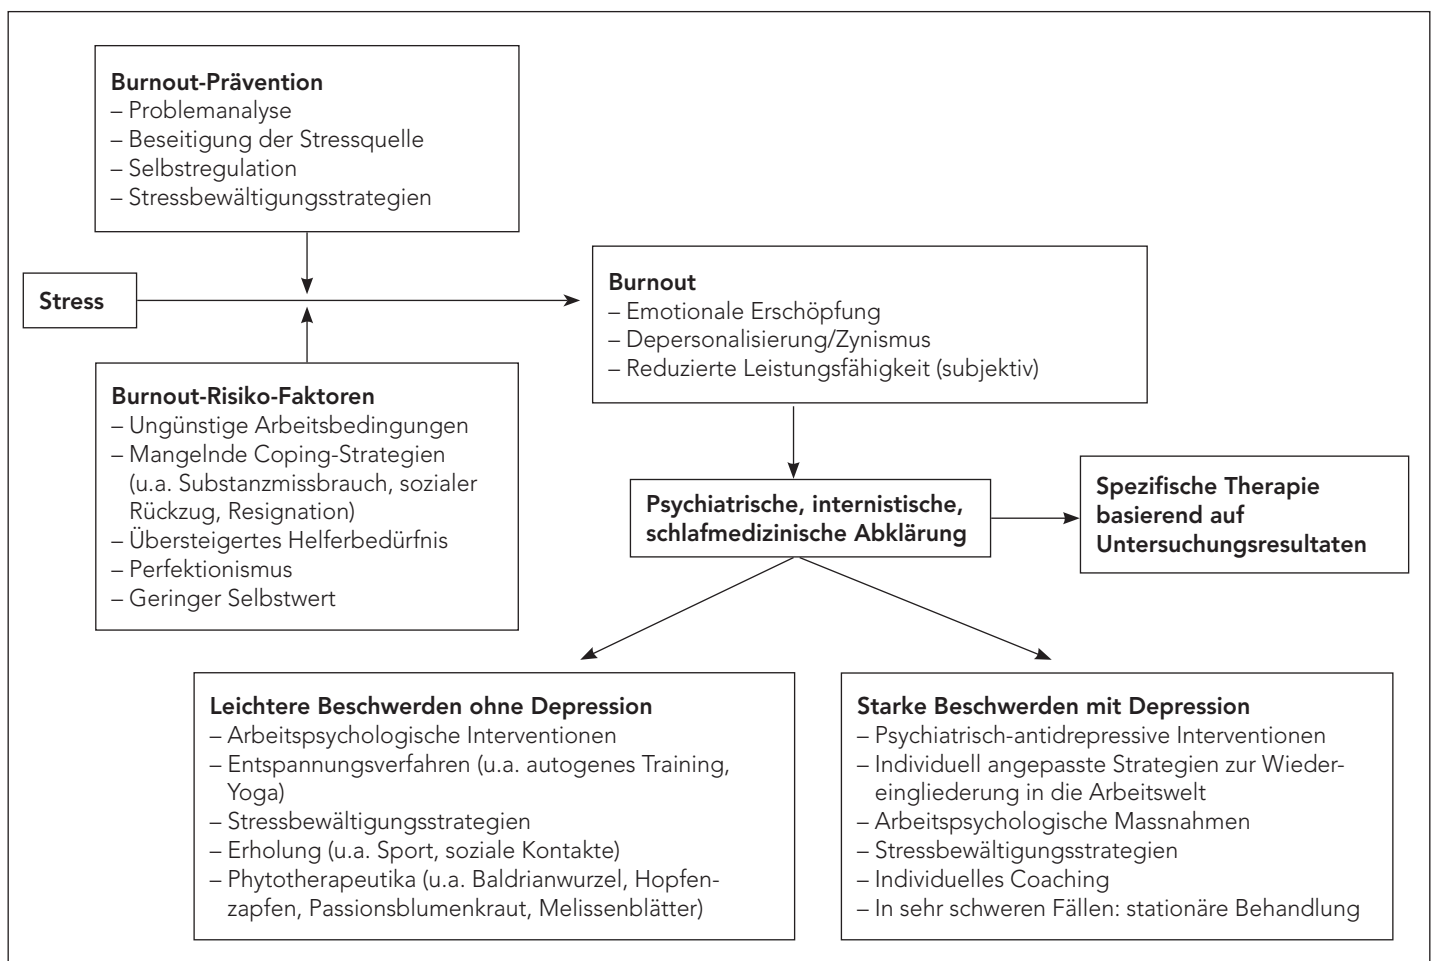 Burnout-Prävention
– Problemanalyse
– Beseitigung der Stressquelle
– Selbstregulation
– Stressbewältigungsstrategien
Stress
Burnout
– Emotionale Erschöpfung
– Depersonalisierung/Zynismus
– Reduzierte Leistungsfähigkeit (subjektiv)
Burnout-Risiko-Faktoren
– Ungünstige Arbeitsbedingungen
– Mangelnde Coping-Strategien
(u.a. Substanzmissbrauch, sozialer
Rückzug, Resignation)
– Übersteigertes Helferbedürfnis
– Perfektionismus
– Geringer Selbstwert
Psychiatrische, internistische,
schlafmedizinische Abklärung
Spezifische Therapie
basierend auf
Untersuchungsresultaten
Leichtere Beschwerden ohne Depression
– Arbeitspsychologische Interventionen
– Entspannungsverfahren (u.a. autogenes Training,
Yoga)
– Stressbewältigungsstrategien
– Erholung (u.a. Sport, soziale Kontakte)
– Phytotherapeutika (u.a. Baldrianwurzel, Hopfen-
zapfen, Passionsblumenkraut, Melissenblätter)
Starke Beschwerden mit Depression
– Psychiatrisch-antidrepressive Interventionen
– Individuell angepasste Strategien zur Wieder-
eingliederung in die Arbeitswelt
– Arbeitspsychologische Massnahmen
– Stressbewältigungsstrategien
– Individuelles Coaching
– In sehr schweren Fällen: stationäre Behandlung